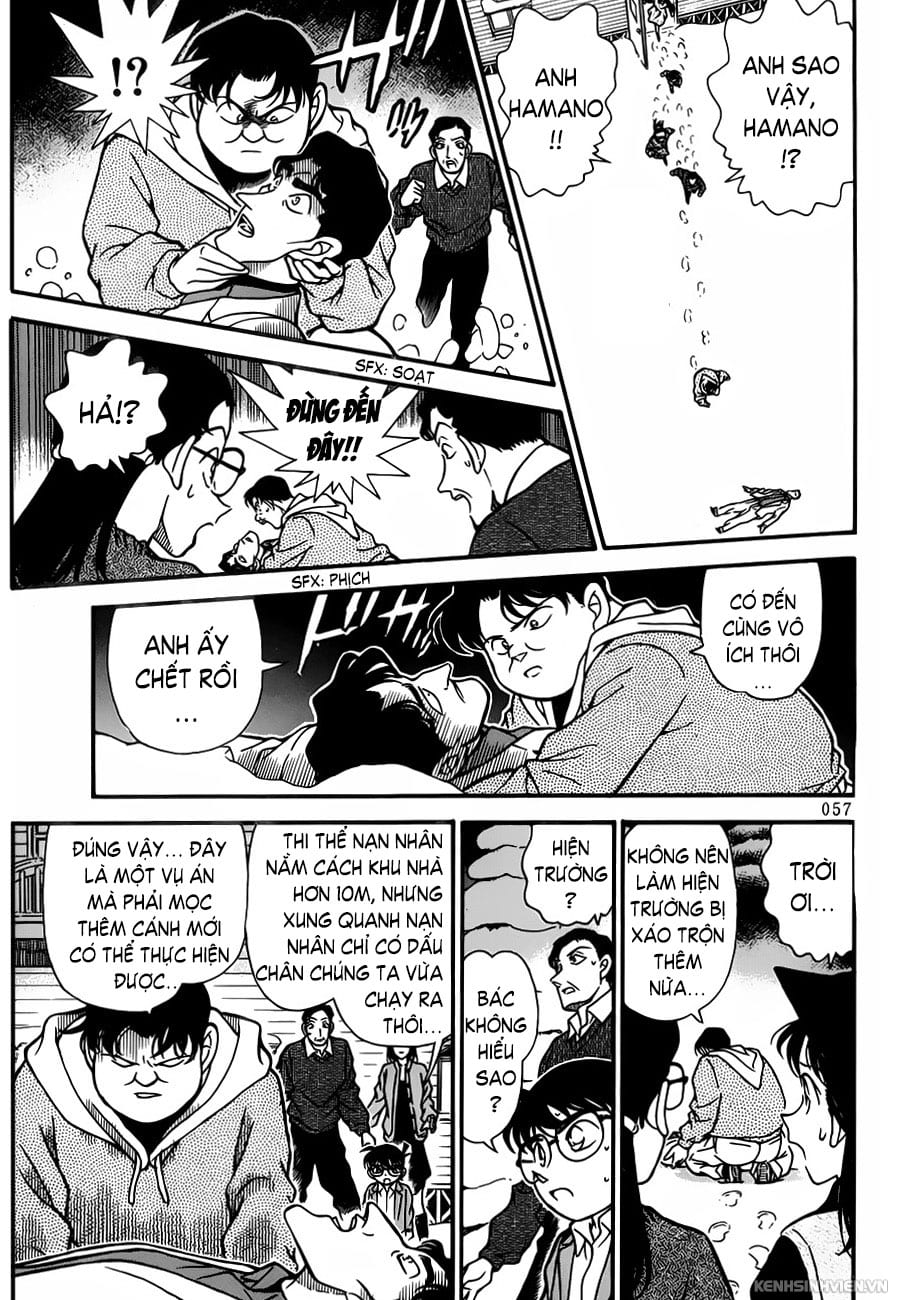 ANH SAO
VẬY,
HAMANO
!?
ANH
HAMANO
!!
!?
SFX: SOẠT
ĐỪNG ĐẾN
ĐÂY!!
HẢ!?
SFX: PHỊCH
CÓ ĐẾN
CŨNG VÔ
ÍCH THÔI
...
ANH ẤY
CHẾT RỒI
...
057
TRỜI
ƠI...
KHÔNG NÊN
LÀM HIỆN
TRƯỜNG BỊ
XÁO TRỘN
THÊM
NỮA...
HIỆN
TRƯỜNG
?
BÁC
KHÔNG
HIỂU
SAO
?
THI THỂ NẠN NHÂN
NẰM CÁCH KHU NHÀ
HƠN 10M, NHƯNG
XUNG QUANH NẠN
NHÂN CHỈ CÓ DẤU
CHÂN CHÚNG TA VỪA
CHẠY RA
THÔI...
ĐÚNG VẬY... ĐÂY
LÀ MỘT VỤ ÁN
MÀ PHẢI MỌC
THÊM CÁNH MỚI
CÓ THỂ THỰC HIỆN
ĐƯỢC..
KENHSINHVIEN.VN